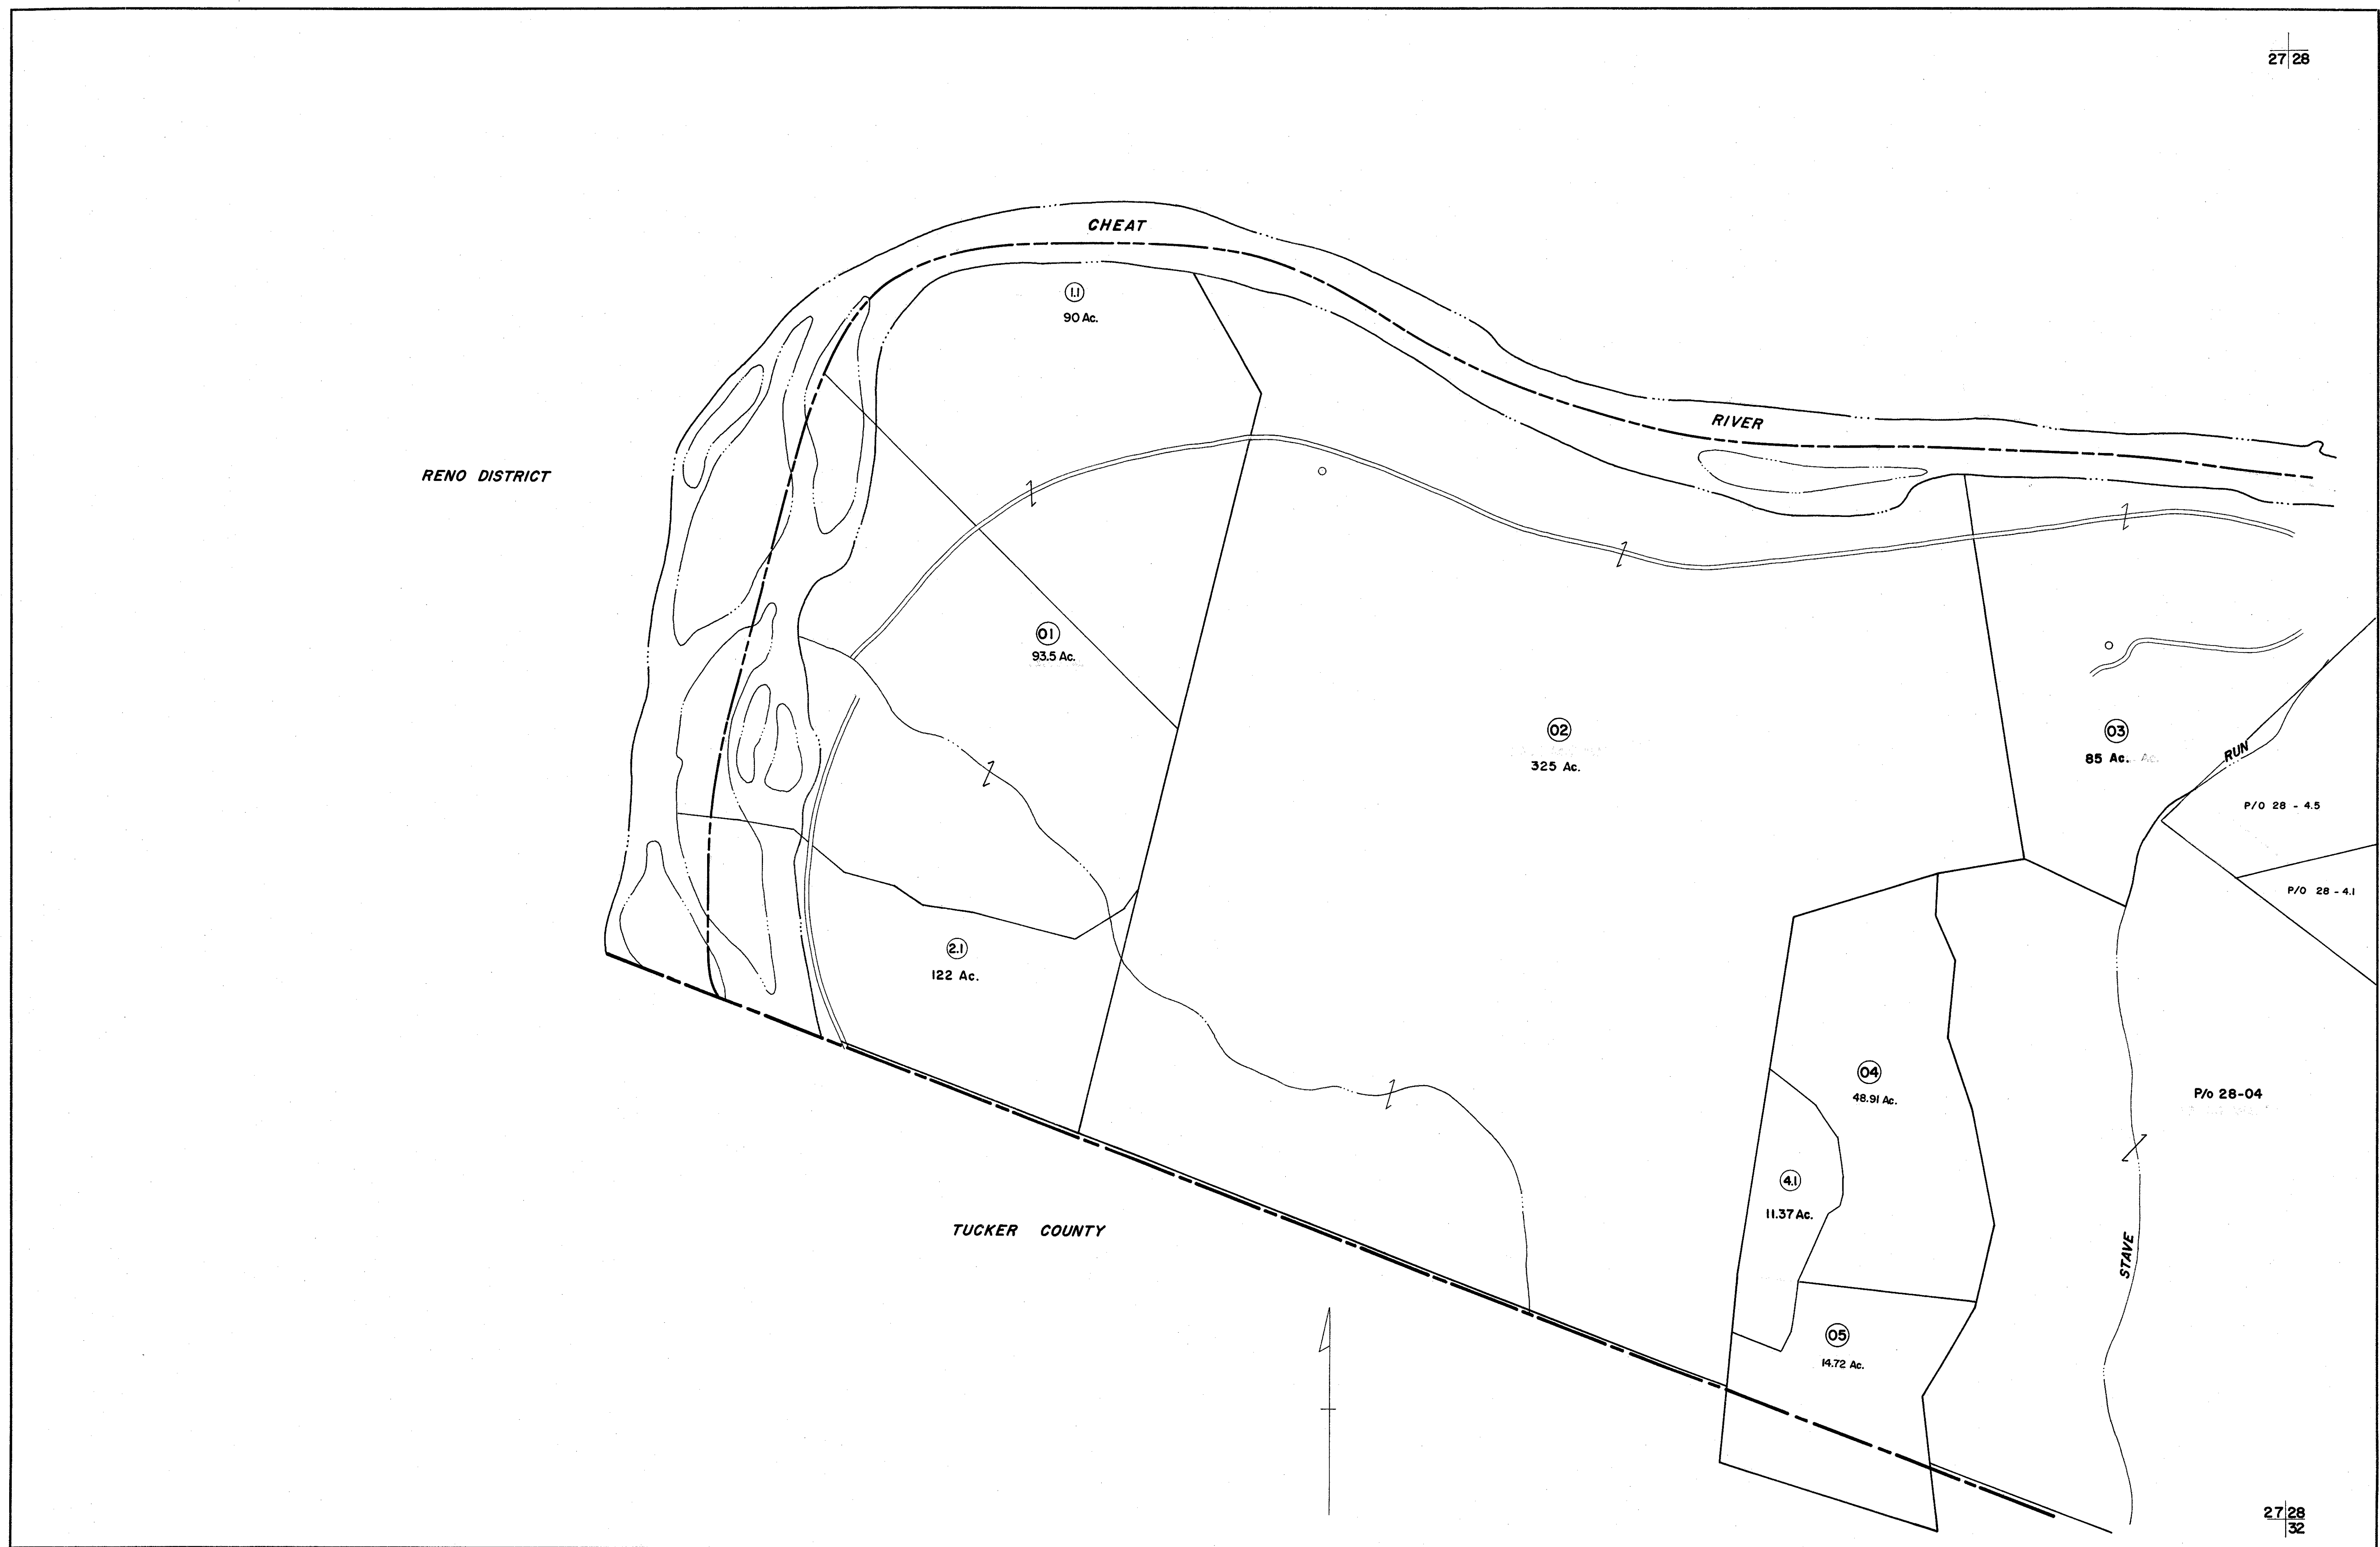 27 28
CHEAT
1.1
90 Ac.
RIVER
RENO DISTRICT
01
93.5 Ac.
02
325 Ac.
03
85 Ac. Ac.
RUN
P/O 28 - 4.5
P/O 28 - 4.1
2.1
122 Ac.
04
48.91 Ac.
P/o 28-04
4.1
11.37 Ac.
TUCKER COUNTY
STAVE
05
14.72 Ac.
27 28
32